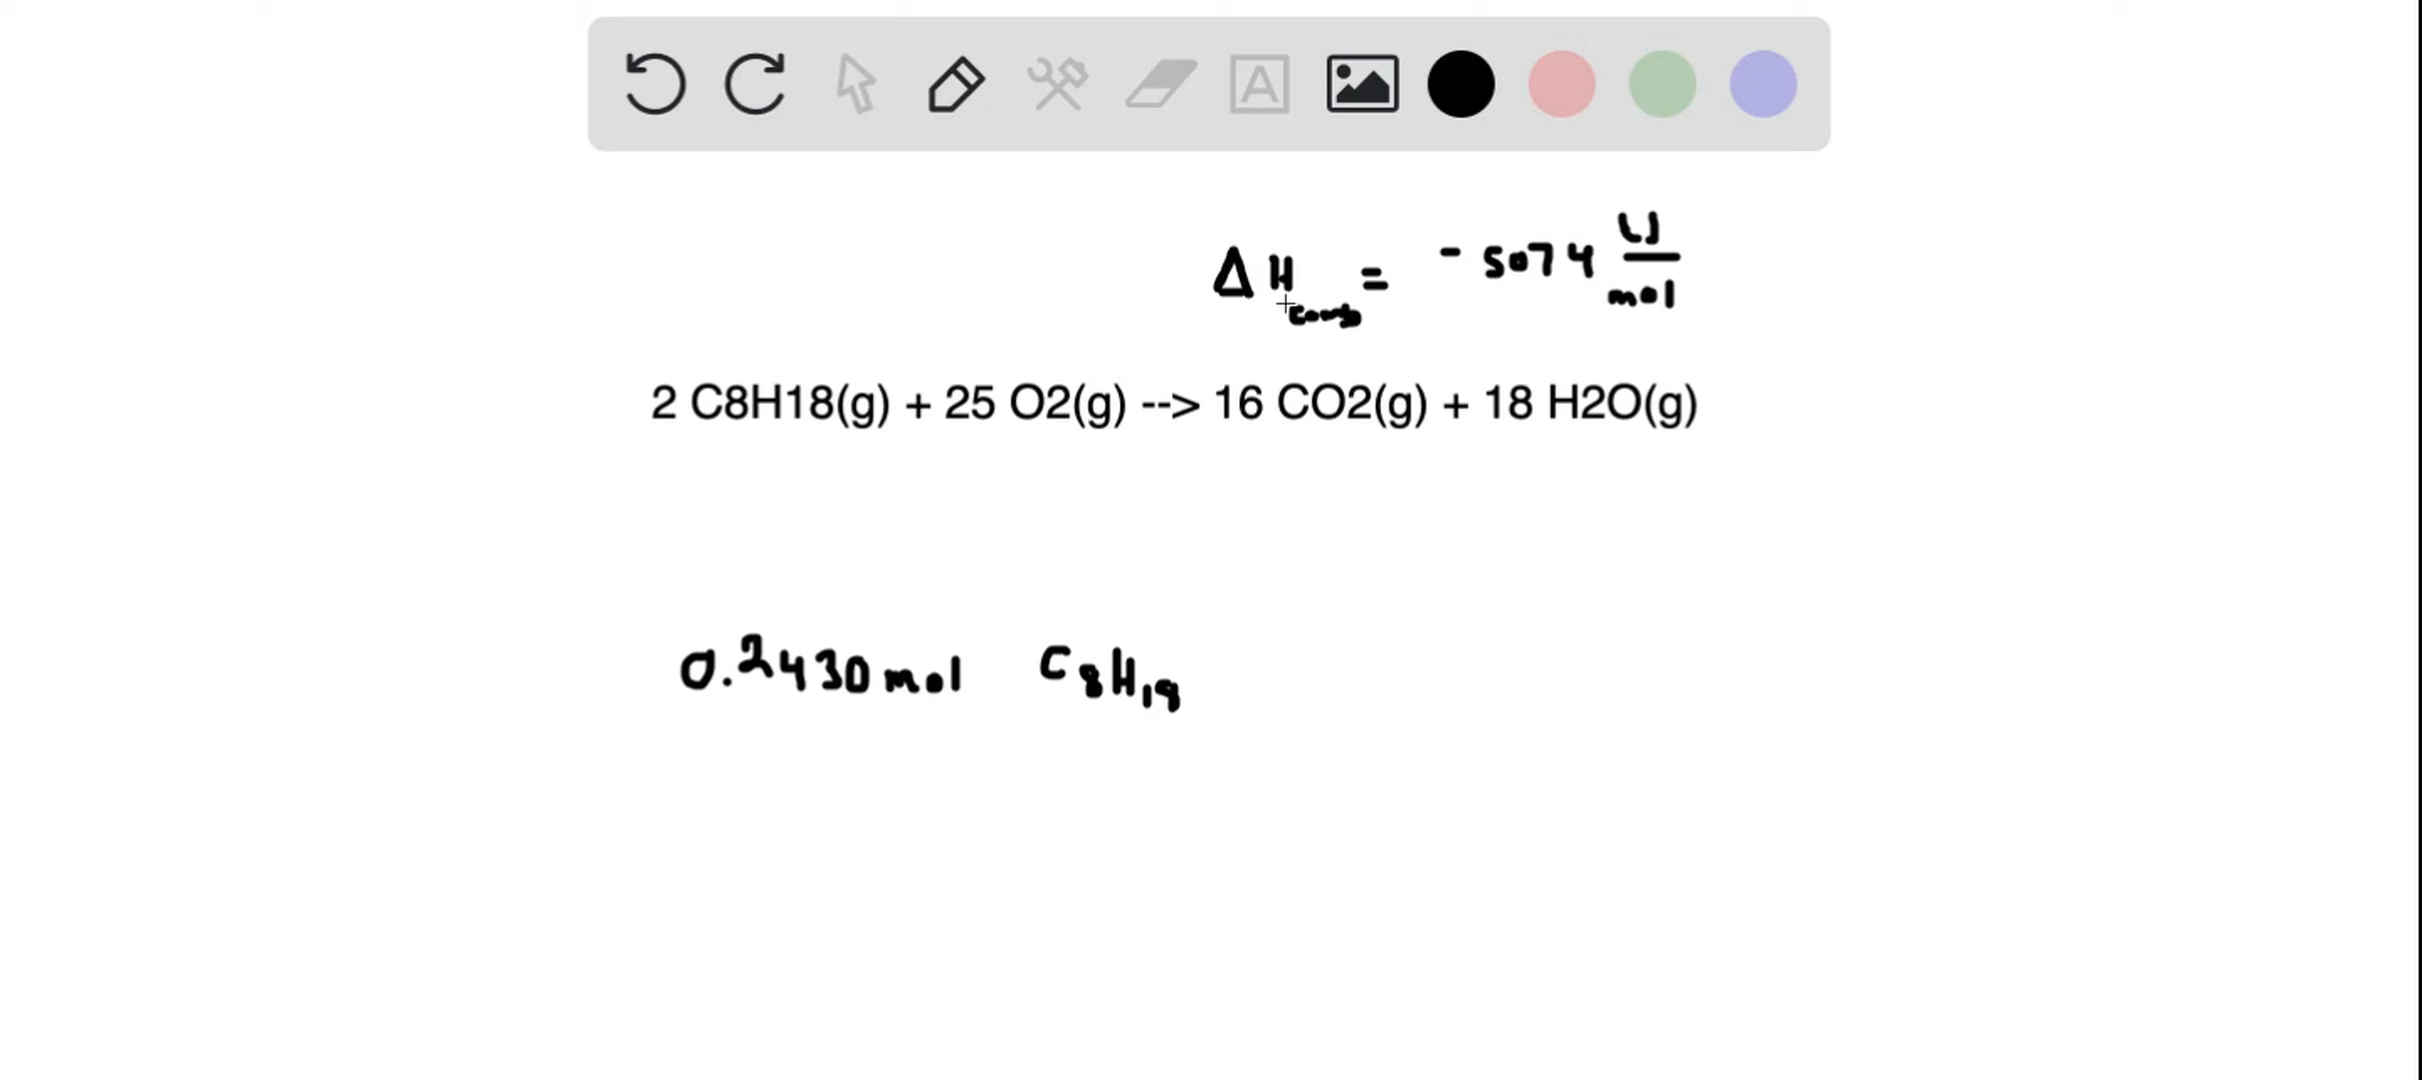 A
ΔH comb = - 5074 kJ/mol
2 C8H18(g) + 25 O2(g) --> 16 CO2(g) + 18 H2O(g)
0.2430 mol C8H18